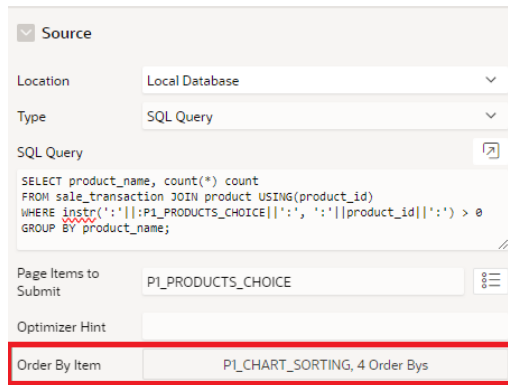 Source
Location Local Database
Type SQL Query
SQL Query
SELECT product_name, count(*) count
FROM sale_transaction JOIN product USING(product_id)
WHERE instr(':'||:P1_PRODUCTS_CHOICE||':', ':'||product_id||':') > 0
GROUP BY product_name;
Page Items to
Submit
P1_PRODUCTS_CHOICE
Optimizer Hint
Order By Item P1_CHART_SORTING, 4 Order Bys